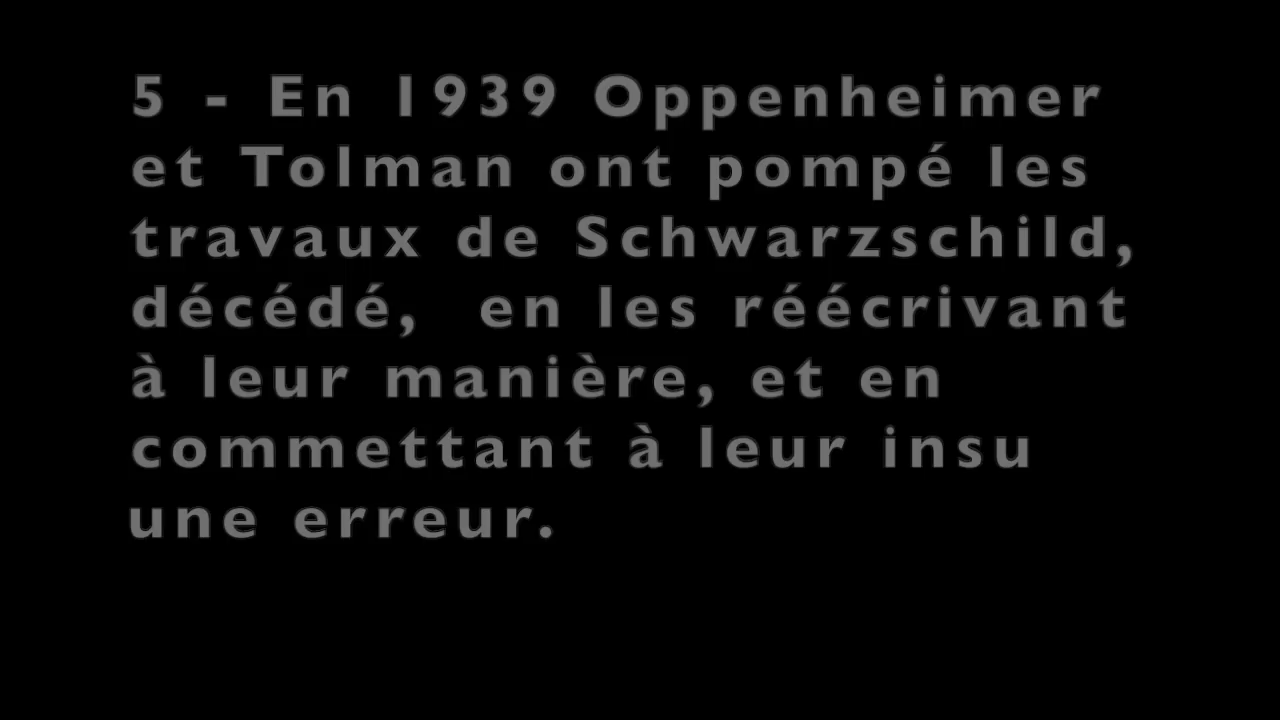 5 - En 1939 Oppenheimer
et Tolman ont pompé les
travaux de Schwarzschild,
décédé,  en les réécrivant
à leur manière, et en
commettant à leur insu
une erreur.